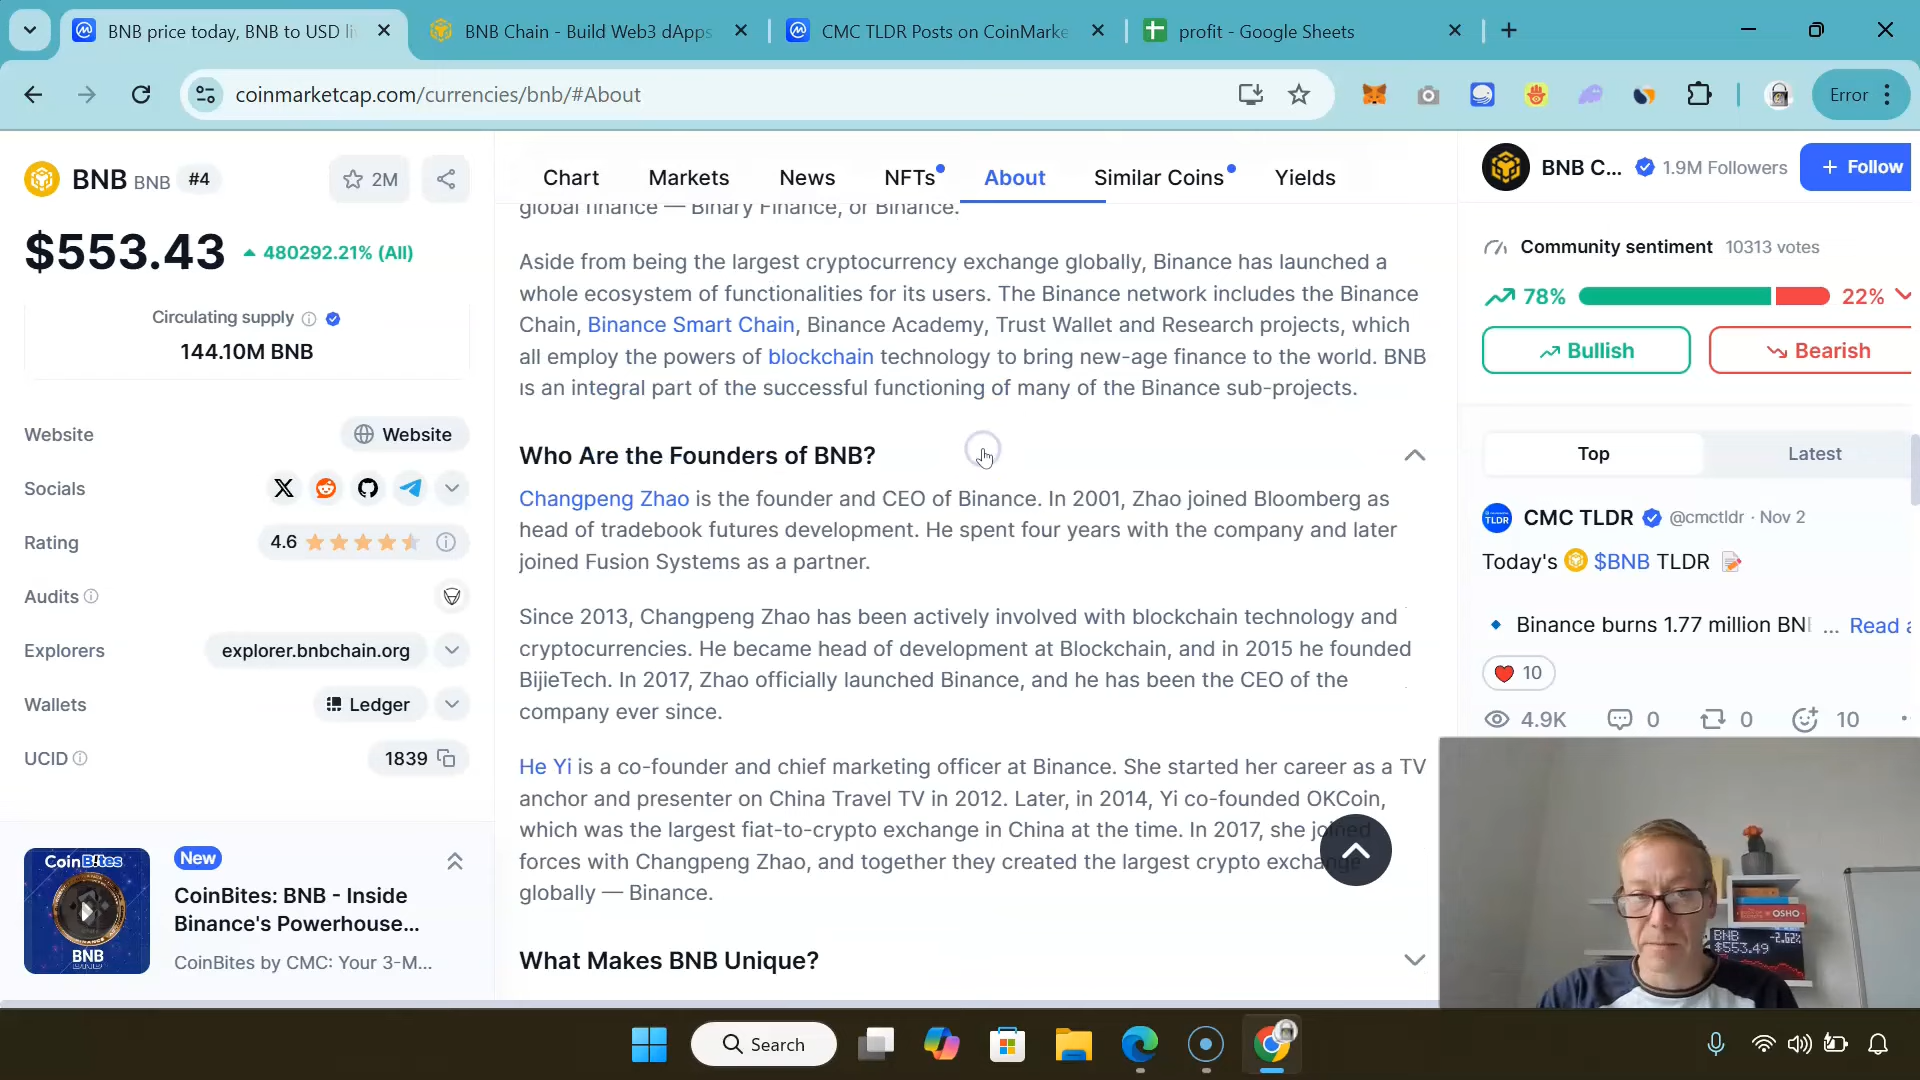 BNB price today, BNB to USD li
BNB Chain - Build Web3 dApps
CMC TLDR Posts on CoinMarke
profit - Google Sheets
coinmarketcap.com/currencies/bnb/#About
Error
BNB BNB #4
2M
$553.43
480292.21% (All)
Circulating supply
144.10M BNB
Website
Website
Socials
Rating
4.6
Audits
Explorers
explorer.bnbchain.org
Wallets
Ledger
UCID
1839
CoinB!tes
BNB
New
CoinBites: BNB - Inside
Binance's Powerhouse...
CoinBites by CMC: Your 3-M...
Chart
Markets
News
NFTs
About
Similar Coins
Yields
global finance — Binary Finance, or Binance.
Aside from being the largest cryptocurrency exchange globally, Binance has launched a
whole ecosystem of functionalities for its users. The Binance network includes the Binance
Chain, Binance Smart Chain, Binance Academy, Trust Wallet and Research projects, which
all employ the powers of blockchain technology to bring new-age finance to the world. BNB
is an integral part of the successful functioning of many of the Binance sub-projects.
Who Are the Founders of BNB?
Changpeng Zhao is the founder and CEO of Binance. In 2001, Zhao joined Bloomberg as
head of tradebook futures development. He spent four years with the company and later
joined Fusion Systems as a partner.
Since 2013, Changpeng Zhao has been actively involved with blockchain technology and
cryptocurrencies. He became head of development at Blockchain, and in 2015 he founded
BijieTech. In 2017, Zhao officially launched Binance, and he has been the CEO of the
company ever since.
He Yi is a co-founder and chief marketing officer at Binance. She started her career as a TV
anchor and presenter on China Travel TV in 2012. Later, in 2014, Yi co-founded OKCoin,
which was the largest fiat-to-crypto exchange in China at the time. In 2017, she joined
forces with Changpeng Zhao, and together they created the largest crypto exchange
globally — Binance.
What Makes BNB Unique?
BNB C...
1.9M Followers
+ Follow
Community sentiment 10313 votes
78%
22%
Bullish
Bearish
Top
Latest
TLDR
CMC TLDR @cmctldr · Nov 2
Today's $BNB TLDR
Binance burns 1.77 million BN ... Read a
10
4.9K
0
0
10
OSHO
BNB -2.62%
$553.49
Search